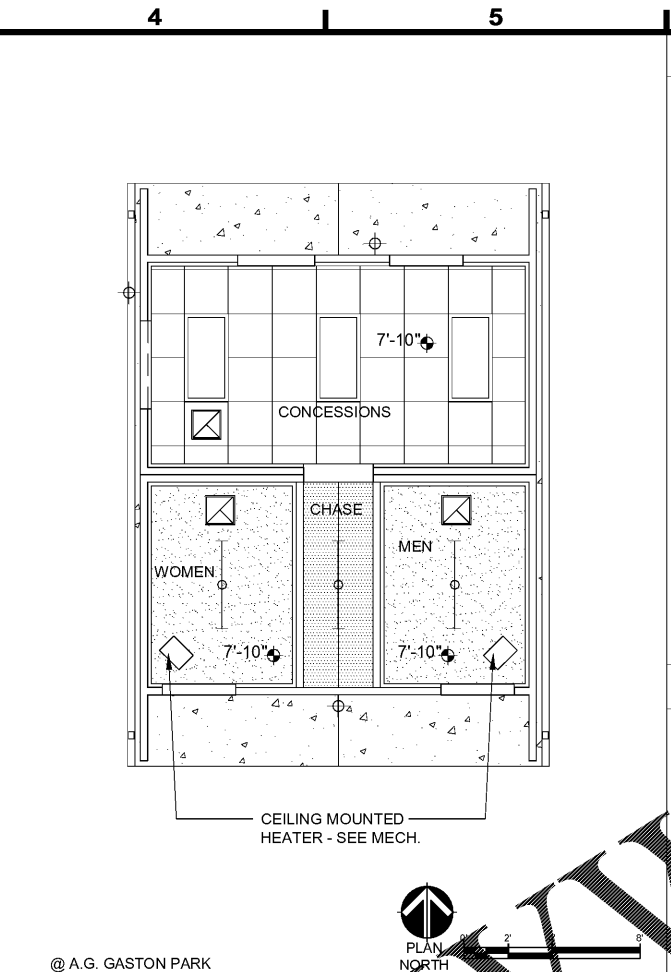 4
5
7'-10"
CONCESSIONS
CHASE
MEN
WOMEN
7'-10"
7'-10"
CEILING MOUNTED
HEATER - SEE MECH.
PLAN
NORTH
2'
8'
@ A.G. GASTON PARK